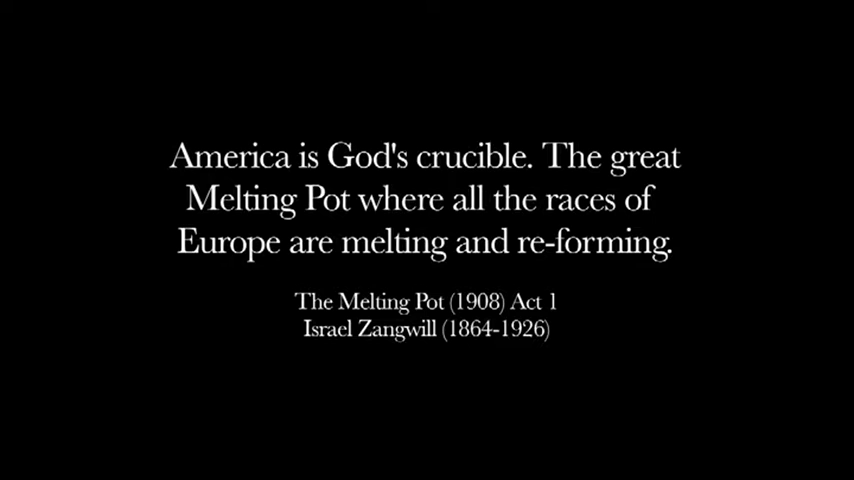 America is God's crucible. The great
Melting Pot where all the races of
Europe are melting and re-forming.
The Melting Pot (1908) Act 1
Israel Zangwill (1864-1926)